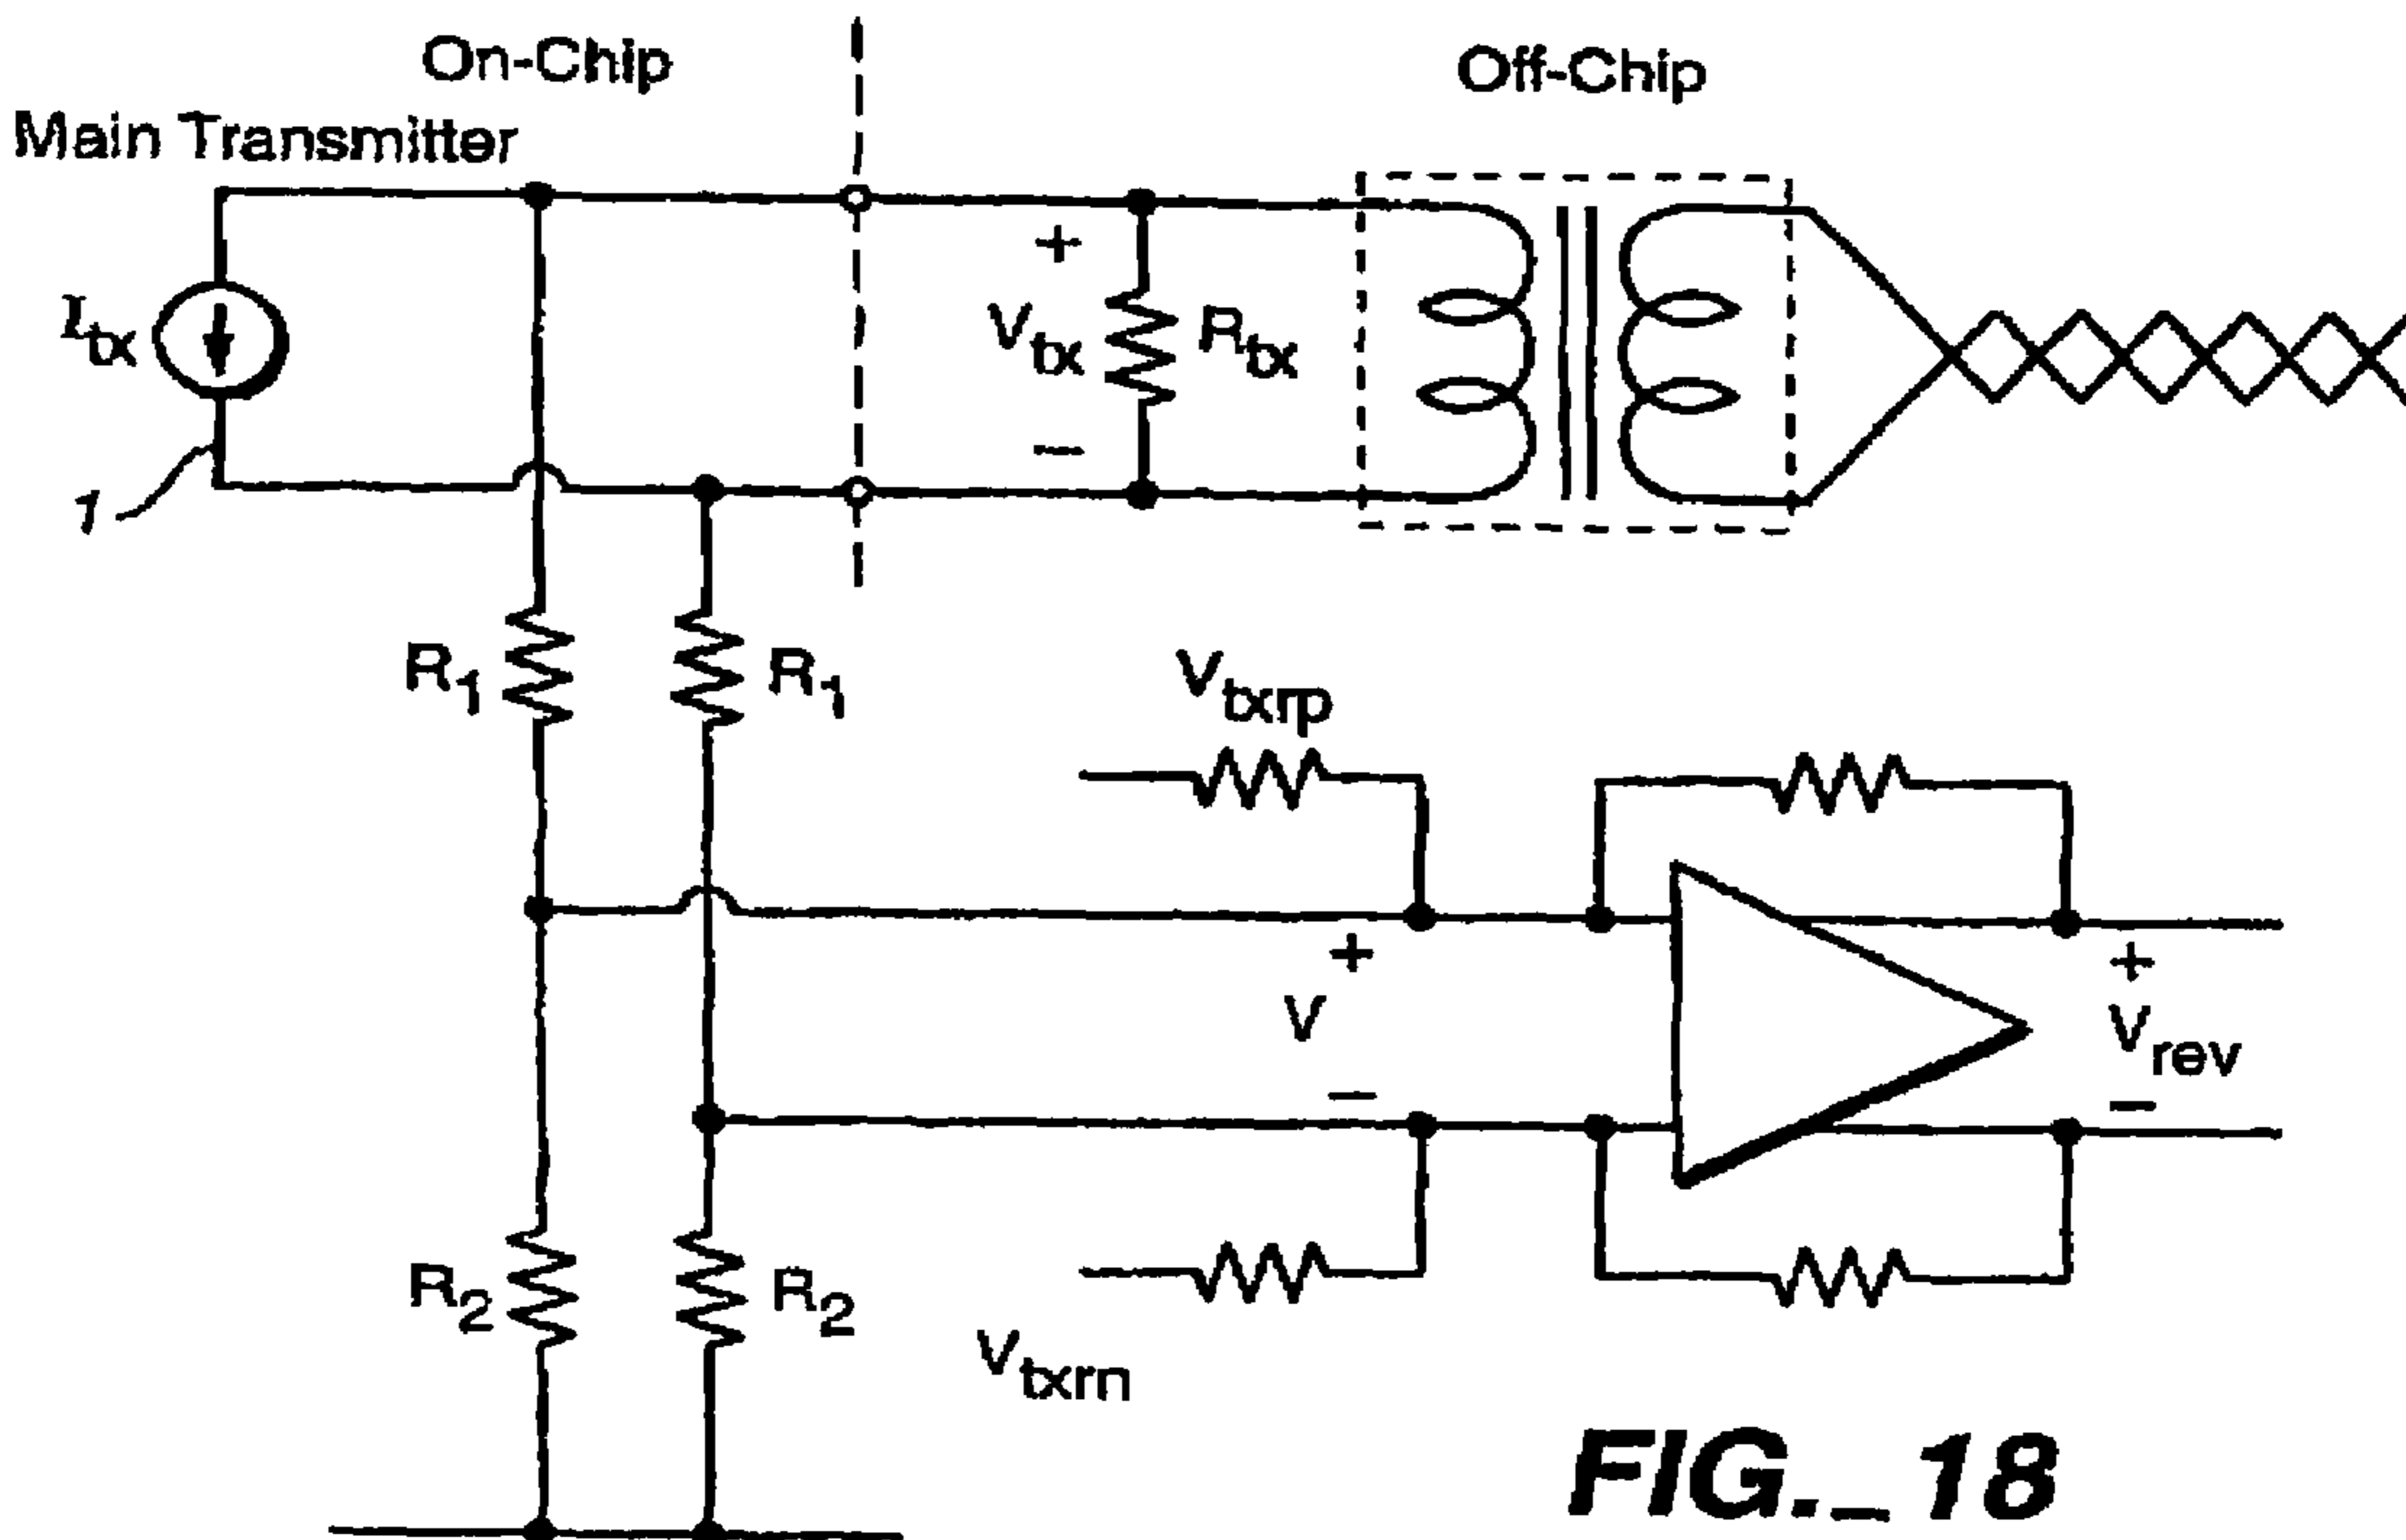 On-Chip
Off-Chip
Main Transmitter
Itx
+
Vtx
Rtx
−
1
R1
R1
Vtxrp
+
V
−
+
Vrev
−
R2
R2
Vtxrn
FIG._18